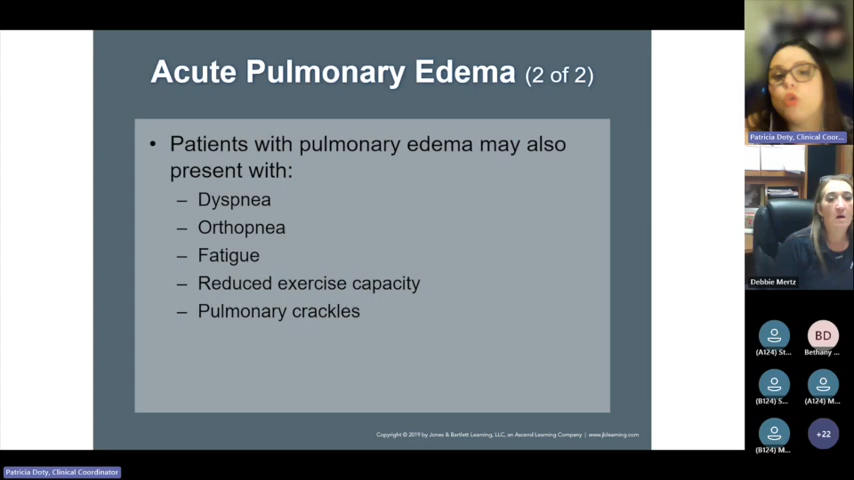 Acute Pulmonary Edema (2 of 2)
• Patients with pulmonary edema may also
present with:
– Dyspnea
– Orthopnea
– Fatigue
– Reduced exercise capacity
– Pulmonary crackles
Copyright © 2019 by Jones & Bartlett Learning, LLC, an Ascend Learning Company | www.jblearning.com
Patricia Doty, Clinical Coor...
Debbie Mertz
(A124) St...
BD
Bethany ...
(B124) S...
(A124) M...
(B124) M...
+22
Patricia Doty, Clinical Coordinator